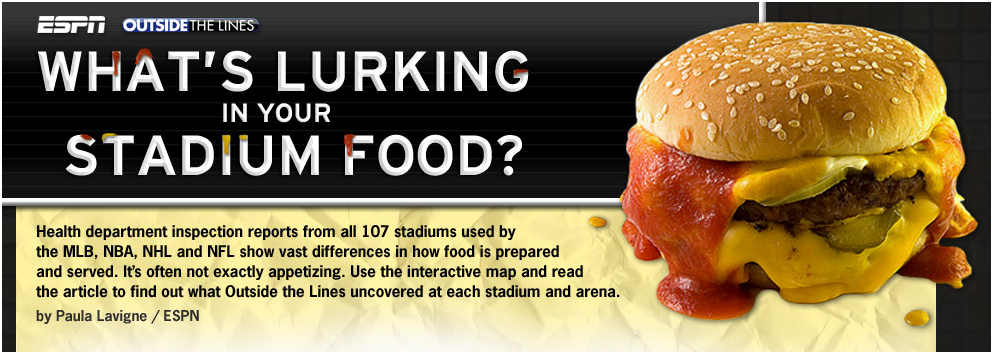 ESPN OUTSIDE THE LINES
WHAT'S LURKING
IN YOUR
STADIUM FOOD?
Health department inspection reports from all 107 stadiums used by
the MLB, NBA, NHL and NFL show vast differences in how food is prepared
and served. It's often not exactly appetizing. Use the interactive map and read
the article to find out what Outside the Lines uncovered at each stadium and arena.
by Paula Lavigne / ESPN